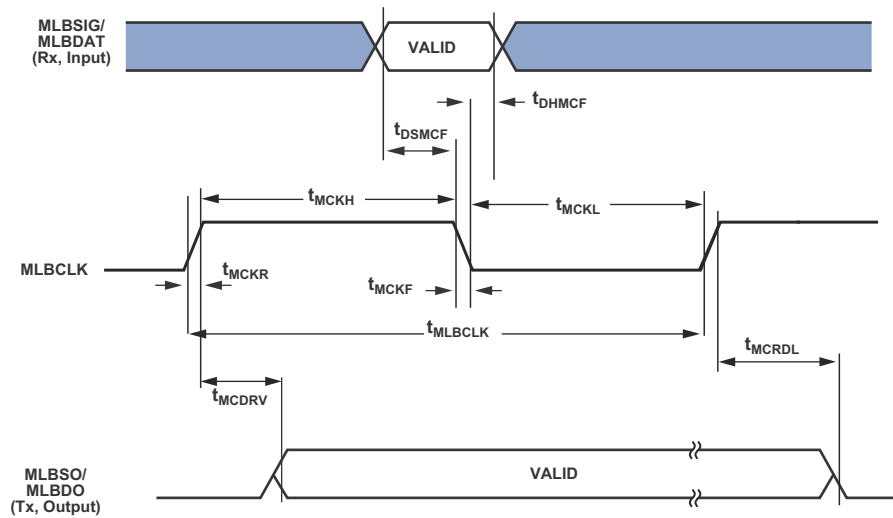 MLBSIG/
MLBDAT
(Rx, Input)
VALID
tDHMCF
tDSMCF
tMCKH
tMCKL
MLBCLK
tMCKR
tMCKF
tMLBCLK
tMCRDL
tMCDRV
MLBSO/
MLBDO
(Tx, Output)
VALID